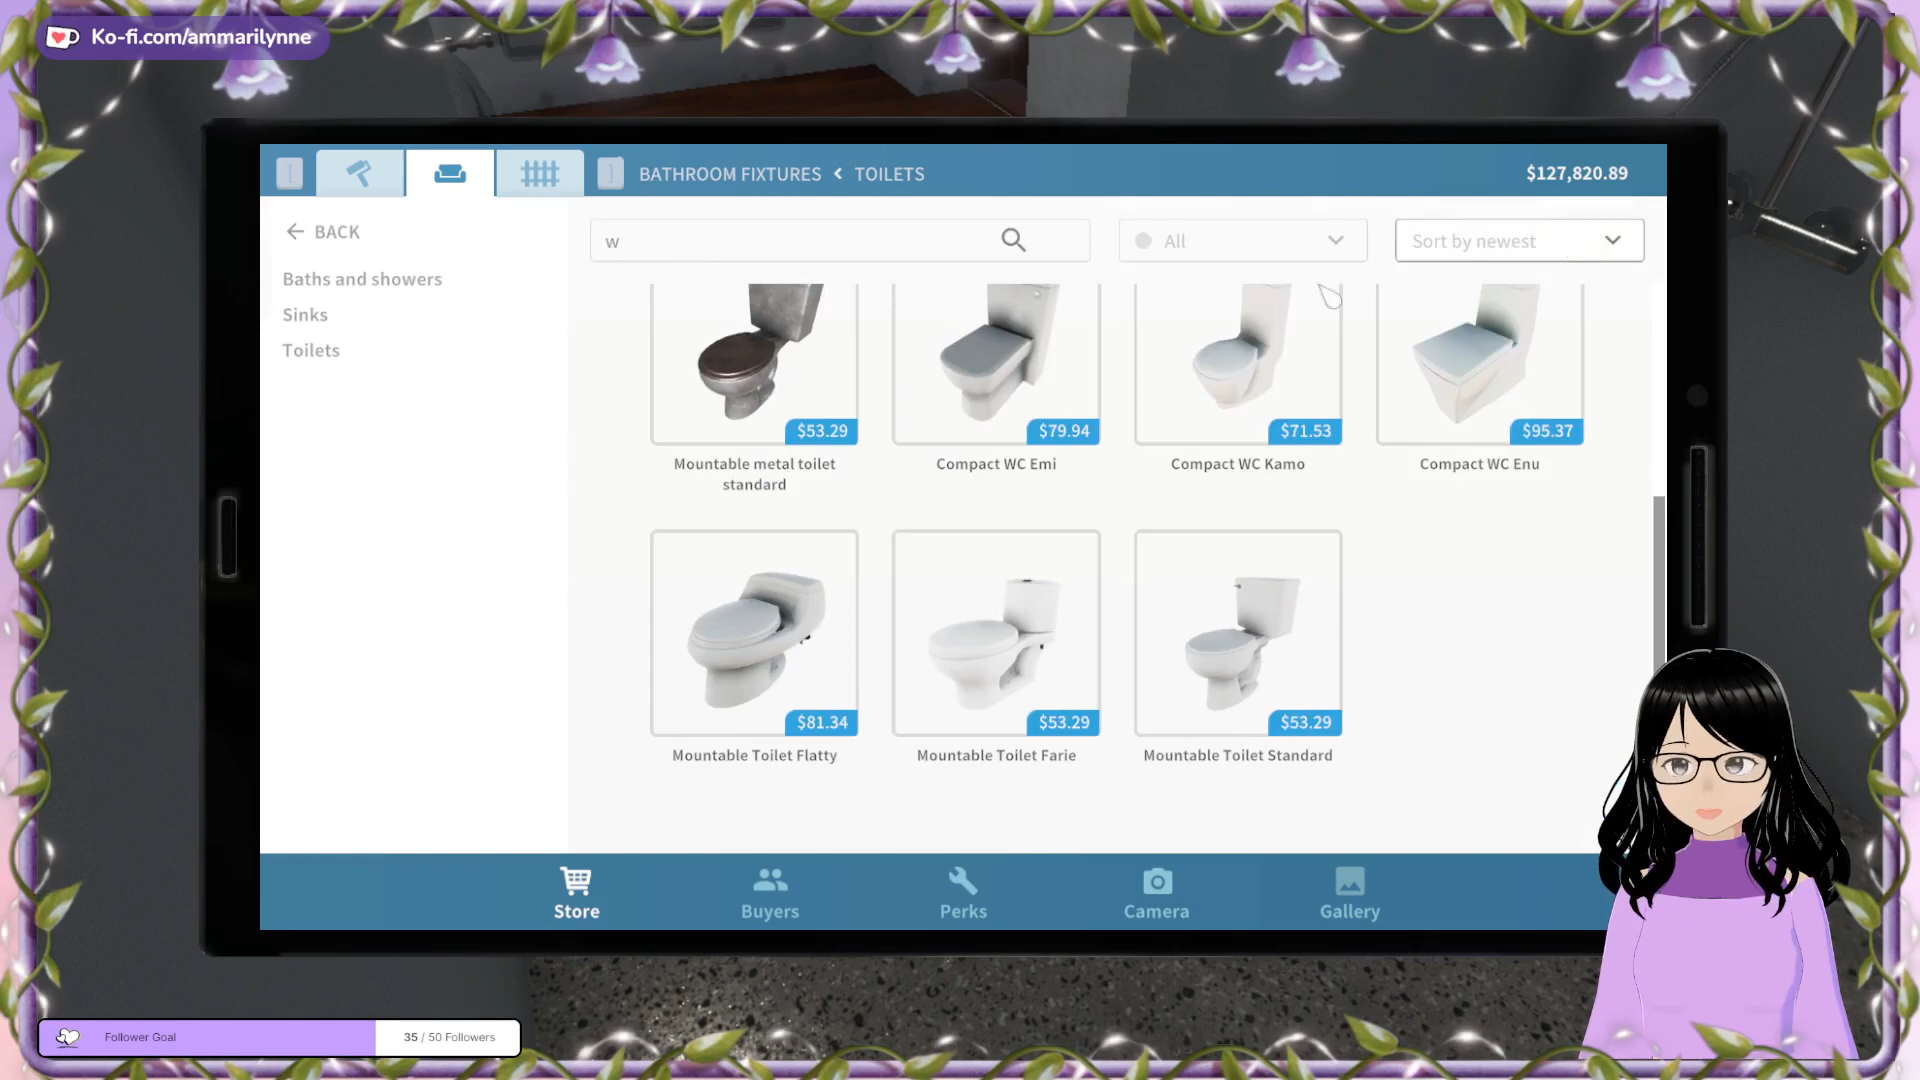 Ko-fi.com/ammarilynne
[
]
BATHROOM FIXTURES < TOILETS
$127,820.89
← BACK
Baths and showers
Sinks
Toilets
w
All
Sort by newest
$53.29
$79.94
$71.53
$95.37
Mountable metal toilet
standard
Compact WC Emi
Compact WC Kamo
Compact WC Enu
$81.34
$53.29
$53.29
Mountable Toilet Flatty
Mountable Toilet Farie
Mountable Toilet Standard
Store
Buyers
Perks
Camera
Gallery
Follower Goal
35 / 50 Followers